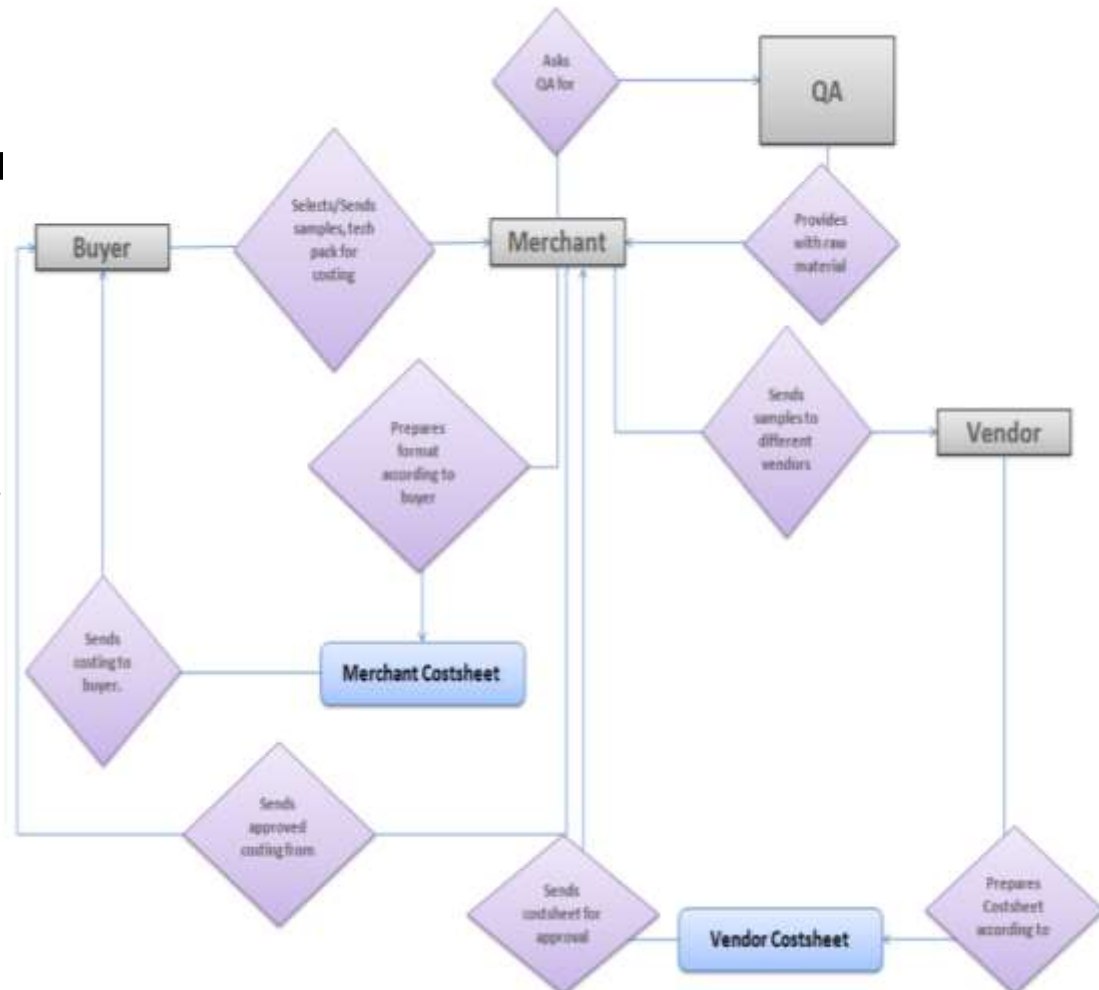 Asks
QA for
QA
Selects/Sends
samples, tech
pack for
costing
Buyer
Merchant
Provides
with raw
material
Prepares
format
according to
buyer
Sends
samples to
different
vendors
Vendor
Sends
costing to
buyer.
Merchant Costsheet
Sends
approved
costing from
Sends
costsheet for
approval
Vendor Costsheet
Prepares
Costsheet
according to